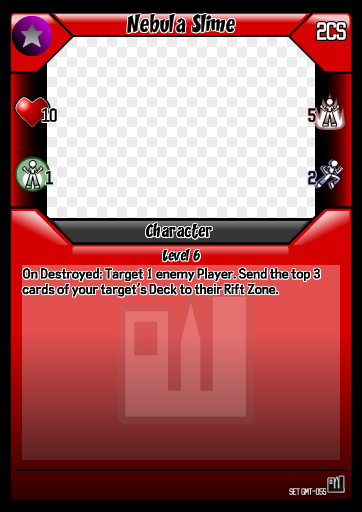 Nebula Slime
2CS
10
5
1
2
Character
Level 6
On Destroyed: Target 1 enemy Player. Send the top 3
cards of your target's Deck to their Rift Zone.
SET GMT-055